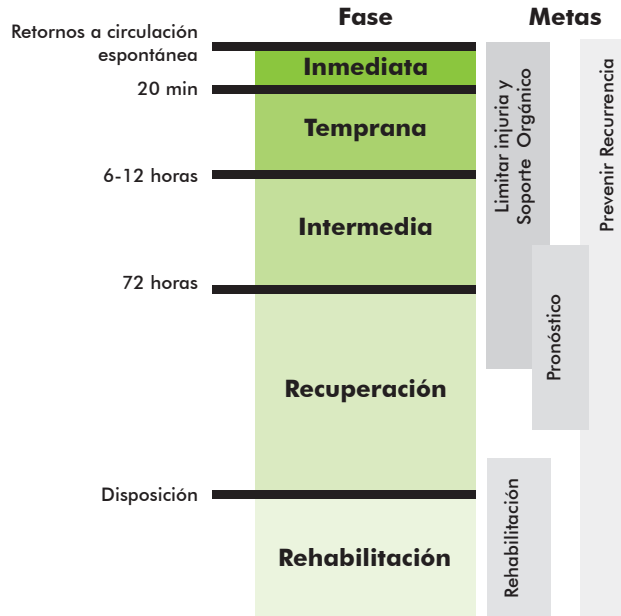 Fase
Metas
Retornos a circulación
espontánea
Inmediata
20 min
Temprana
6-12 horas
Intermedia
72 horas
Recuperación
Disposición
Rehabilitación
Limitar injuria y
Soporte Orgánico
Prevenir Recurrencia
Pronóstico
Rehabilitación